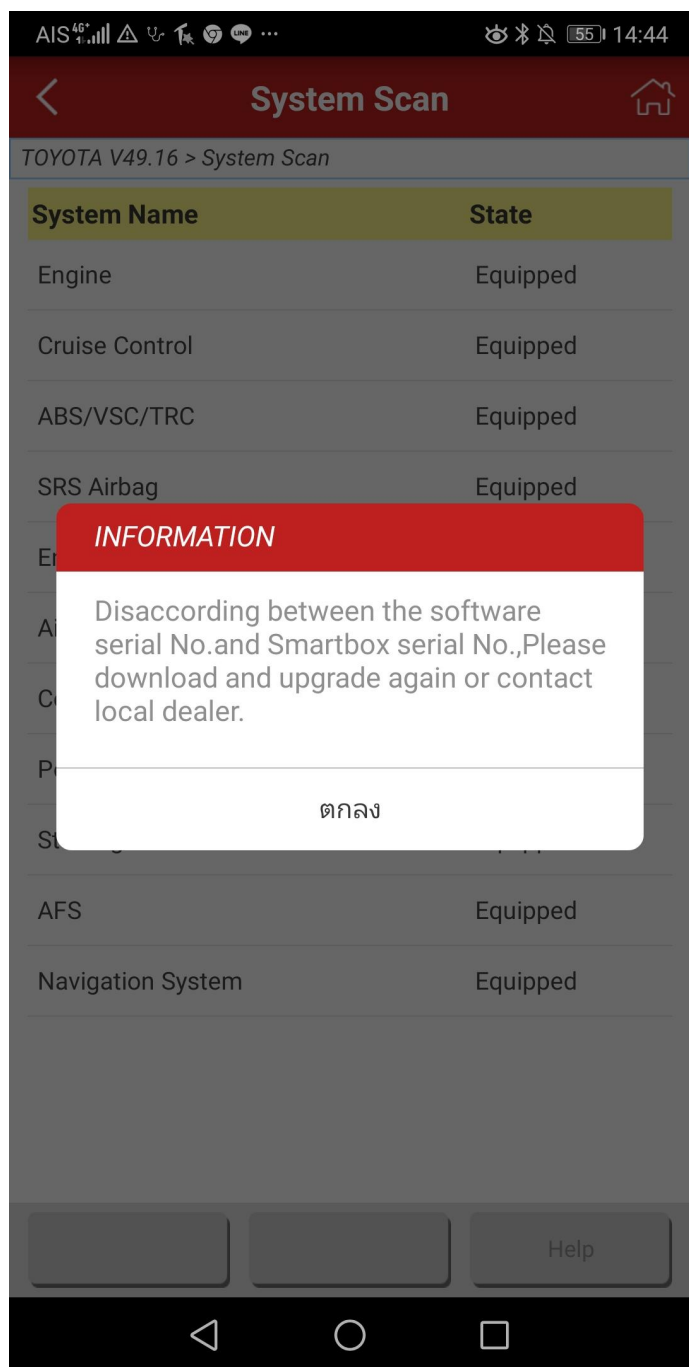 AIS 4G+ LINE ... 55 14:44
System Scan
TOYOTA V49.16 > System Scan
System Name State
Engine Equipped
Cruise Control Equipped
ABS/VSC/TRC Equipped
SRS Airbag Equipped
INFORMATION
Disaccording between the software
serial No.and Smartbox serial No.,Please
download and upgrade again or contact
local dealer.
ตกลง
AFS Equipped
Navigation System Equipped
Help